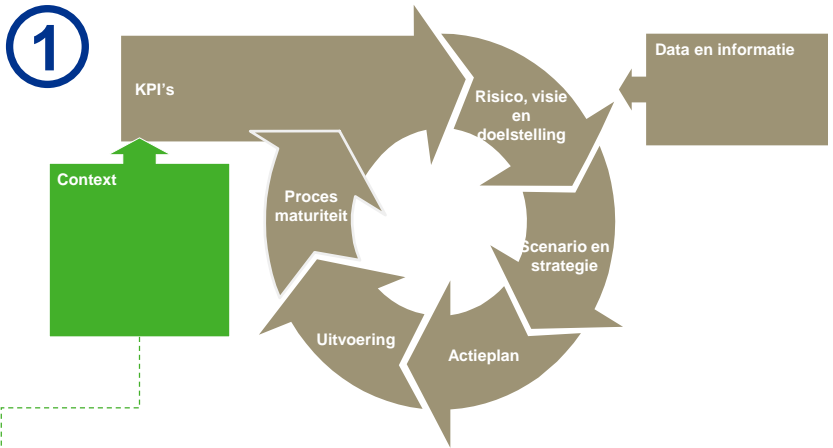 1
KPI's
Data en informatie
Risico, visie
en
doelstelling
Context
Proces
maturiteit
Scenario en
strategie
Uitvoering
Actieplan